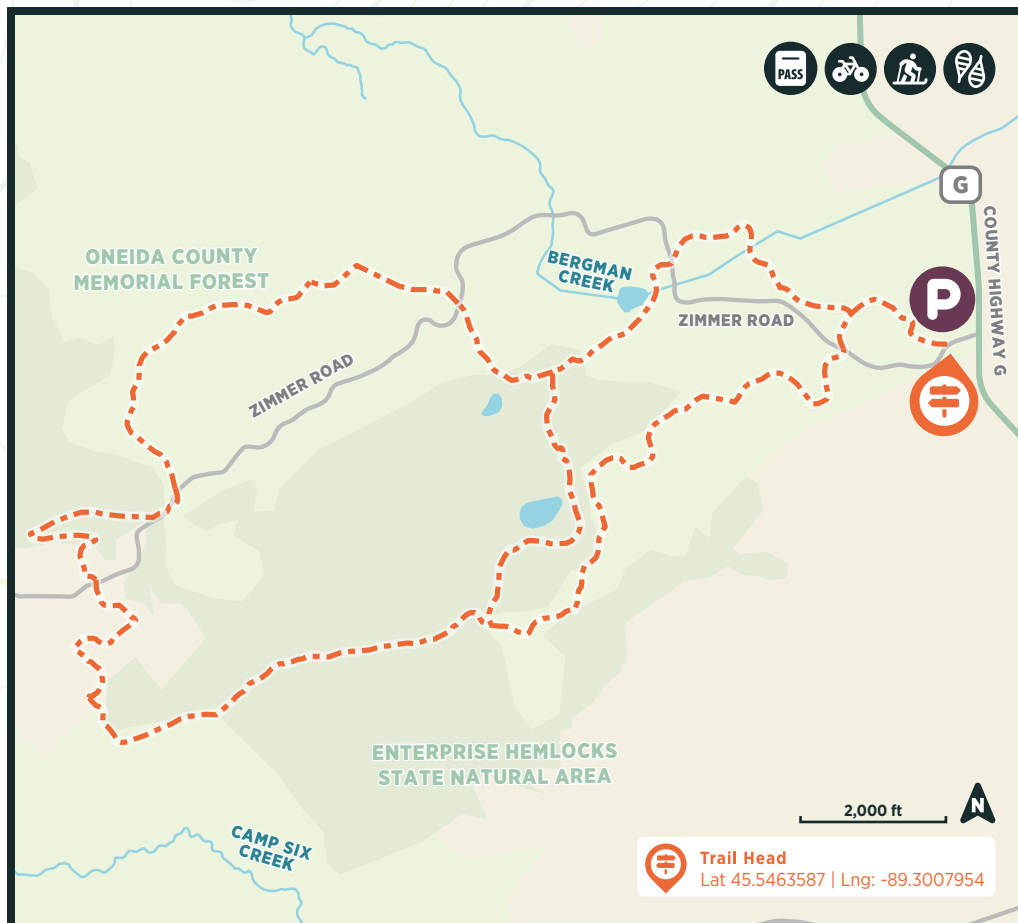 PASS
G
COUNTY HIGHWAY G
ONEIDA COUNTY
MEMORIAL FOREST
BERGMAN
CREEK
P
ZIMMER ROAD
ZIMMER ROAD
ENTERPRISE HEMLOCKS
STATE NATURAL AREA
2,000 ft
N
CAMP SIX
CREEK
Trail Head
Lat 45.5463587 | Lng: -89.3007954